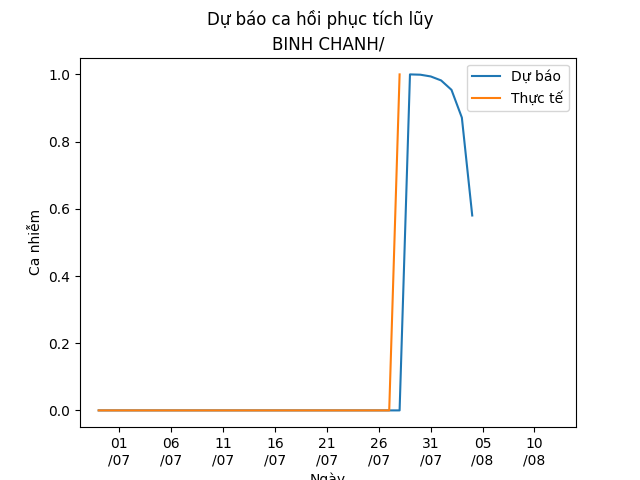 Dự báo ca hồi phục tích lũy
BINH CHANH/
Dự báo
Thực tế
Ca nhiễm
1.0
0.8
0.6
0.4
0.2
0.0
01 06 11 16 21 26 31 05 10
/07 /07 /07 /07 /07 /07 /07 /08 /08
Ngày